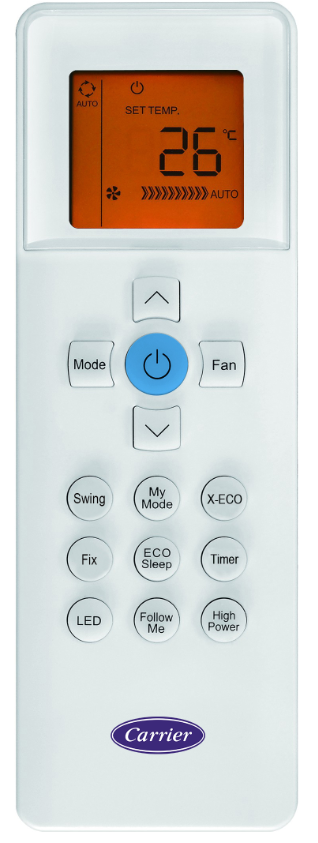 AUTO
SET TEMP.
26 °C
AUTO
Mode
Fan
Swing
My
Mode
X-ECO
Fix
ECO
Sleep
Timer
LED
Follow
Me
High
Power
Carrier